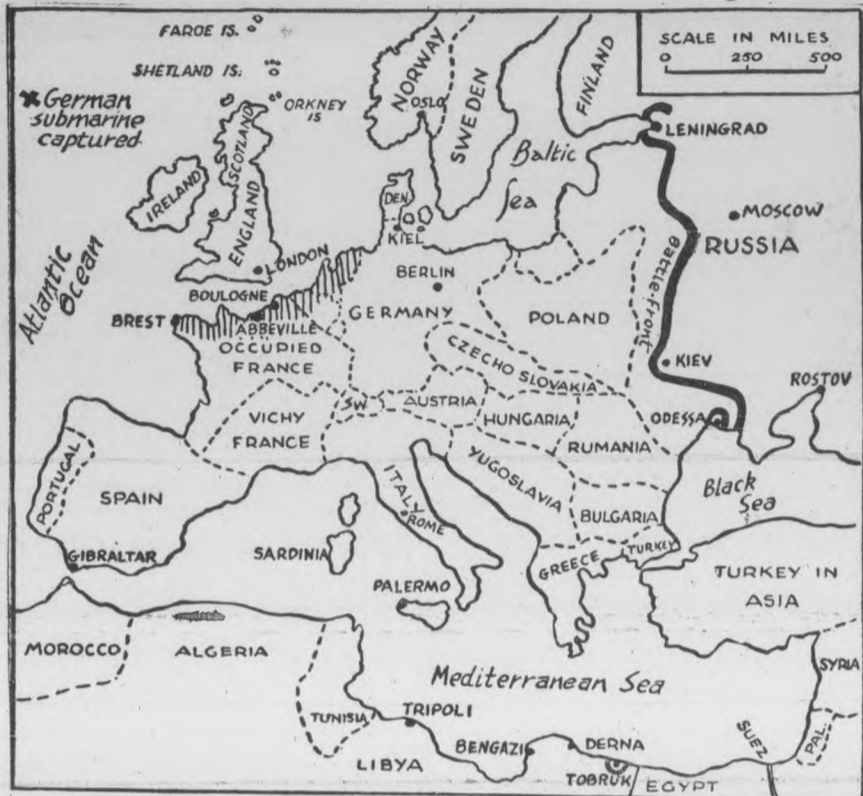 FAROE IS.
SHETLAND IS.
ORKNEY
IS
German
submarine
captured.
SCALE IN MILES
0 250 500
NORWAY
OSLO
SWEDEN
FINLAND
LENINGRAD
Baltic
Sea
MOSCOW
RUSSIA
Battle-front
SCOTLAND
IRELAND
ENGLAND
LONDON
DEN.
KIEL
Atlantic
Ocean
BREST
BOULOGNE
ABBEVILLE
OCCUPIED
FRANCE
BERLIN
GERMANY
POLAND
CZECHO SLOVAKIA
KIEV
ROSTOV
ODESSA
VICHY
FRANCE
SW.
AUSTRIA
HUNGARIA
RUMANIA
YUGOSLAVIA
BULGARIA
Black
Sea
PORTUGAL
SPAIN
GIBRALTAR
SARDINIA
ITALY
ROME
PALERMO
GREECE
TURKEY
TURKEY IN
ASIA
MOROCCO
ALGERIA
TUNISIA
TRIPOLI
LIBYA
Mediterranean Sea
BENGAZI
DERNA
TOBRUK
EGYPT
SUEZ
PAL.
SYRIA